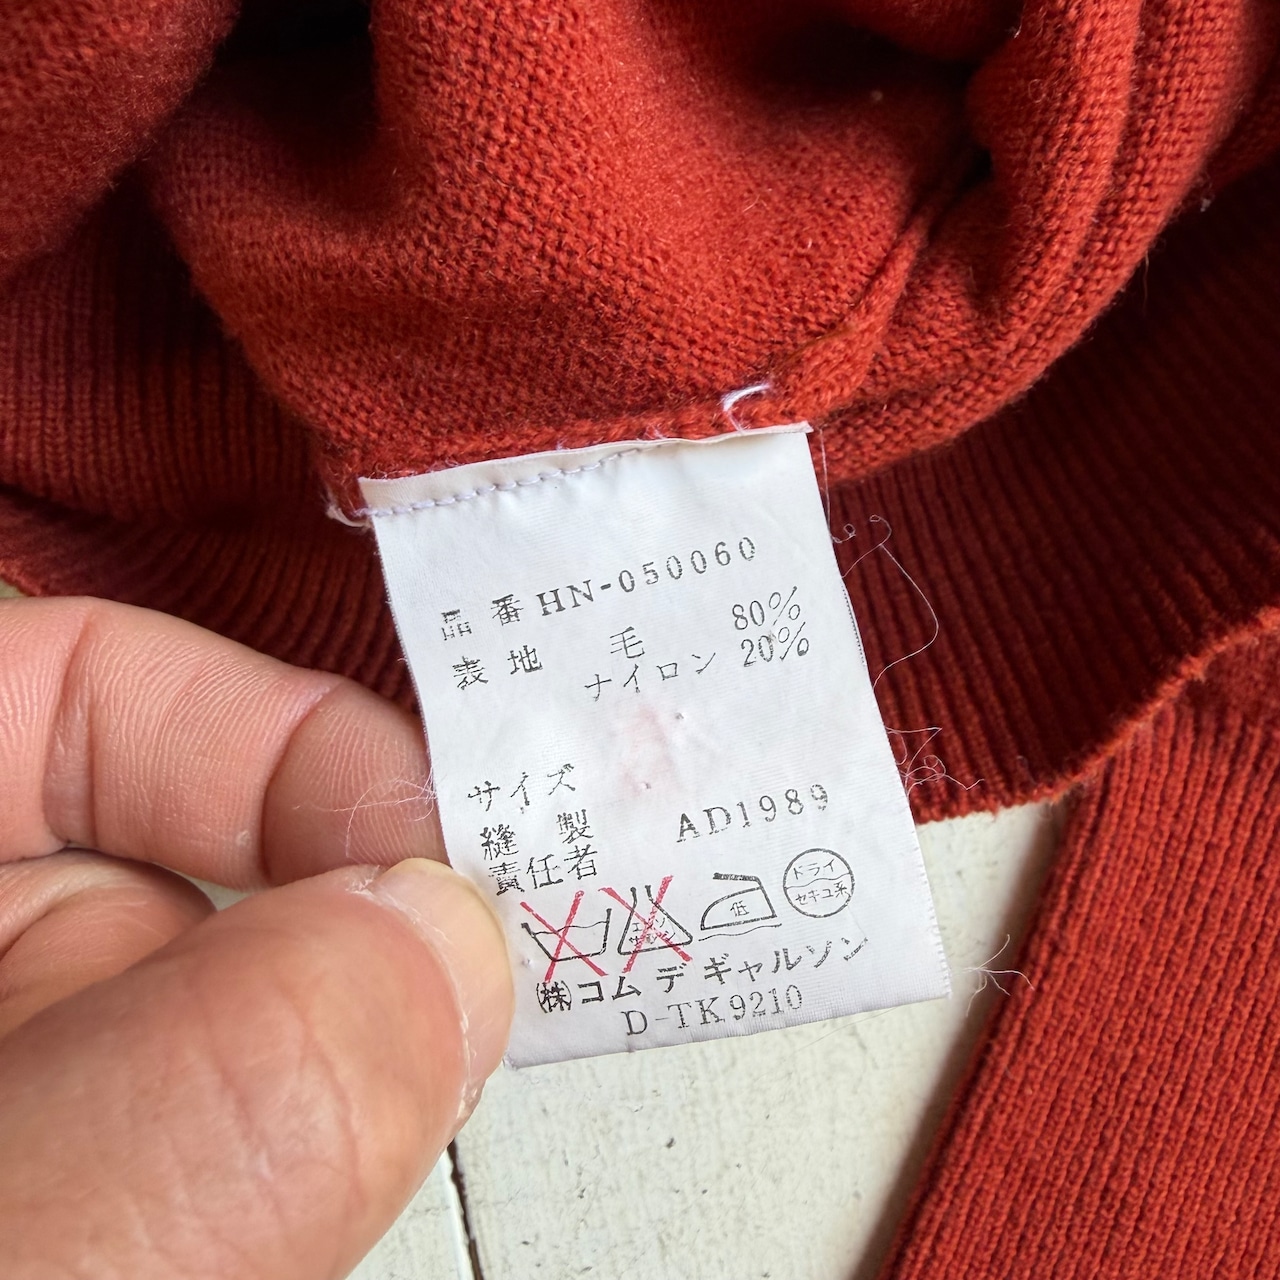 品番 HN-050060
表地 毛 80%
ナイロン 20%
サイズ
縫製
責任者 AD1989
低
ドライ
セキユ系
(株)コムデギャルソン
D-TK9210